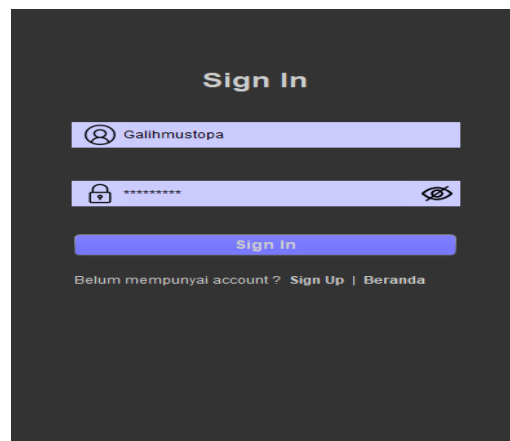 Sign In
Galihmustopa
*********
Sign In
Belum mempunyai account ? Sign Up | Beranda